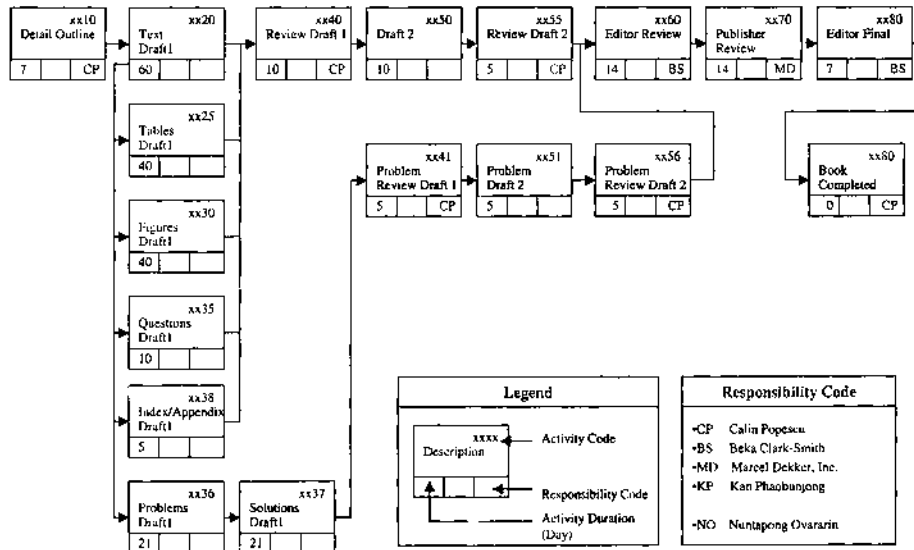 xx10
Detail Outline
7 CP
xx20
Text
Draft1
60
xx40
Review Draft 1
10 CP
xx50
Draft 2
10
xx55
Review Draft 2
5 CP
xx60
Editor Review
14 BS
xx70
Publisher
Review
14 MD
xx80
Editor Final
7 BS
xx25
Tables
Draft1
40
xx41
Problem
Review Draft 1
5 CP
xx51
Problem
Draft 2
5
xx56
Problem
Review Draft 2
5 CP
xx80
Book
Completed
0 CP
xx30
Figures
Draft1
40
xx35
Questions
Draft1
10
xx38
Index/Appendix
Draft1
5
xx36
Problems
Draft1
21
xx37
Solutions
Draft1
21
Legend
xxxx
Description
Activity Code
Responsibility Code
Activity Duration
(Day)
Responsibility Code
•CP Calin Popescu
•BS Beka Clark-Smith
•MD Marcel Dekker, Inc.
•KP Kan Phaobunjong
•NO Nuntapong Ovararin